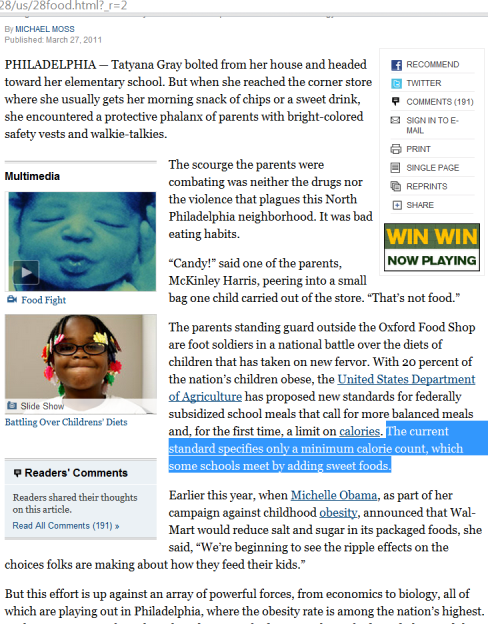 28/us/28food.html?_r=2
By MICHAEL MOSS
Published: March 27, 2011
PHILADELPHIA — Tatyana Gray bolted from her house and headed
toward her elementary school. But when she reached the corner store
where she usually gets her morning snack of chips or a sweet drink,
she encountered a protective phalanx of parents with bright-colored
safety vests and walkie-talkies.
RECOMMEND
TWITTER
COMMENTS (191)
SIGN IN TO E-
MAIL
PRINT
SINGLE PAGE
REPRINTS
SHARE
WIN WIN
NOW PLAYING
Multimedia
Food Fight
Slide Show
Battling Over Childrens' Diets
Readers' Comments
Readers shared their thoughts
on this article.
Read All Comments (191) »
The scourge the parents were
combating was neither the drugs nor
the violence that plagues this North
Philadelphia neighborhood. It was bad
eating habits.
“Candy!” said one of the parents,
McKinley Harris, peering into a small
bag one child carried out of the store. “That’s not food.”
The parents standing guard outside the Oxford Food Shop
are foot soldiers in a national battle over the diets of
children that has taken on new fervor. With 20 percent of
the nation’s children obese, the United States Department
of Agriculture has proposed new standards for federally
subsidized school meals that call for more balanced meals
and, for the first time, a limit on calories. The current
standard specifies only a minimum calorie count, which
some schools meet by adding sweet foods.
Earlier this year, when Michelle Obama, as part of her
campaign against childhood obesity, announced that Wal-
Mart would reduce salt and sugar in its packaged foods, she
said, “We’re beginning to see the ripple effects on the
choices folks are making about how they feed their kids.”
But this effort is up against an array of powerful forces, from economics to biology, all of
which are playing out in Philadelphia, where the obesity rate is among the nation’s highest.